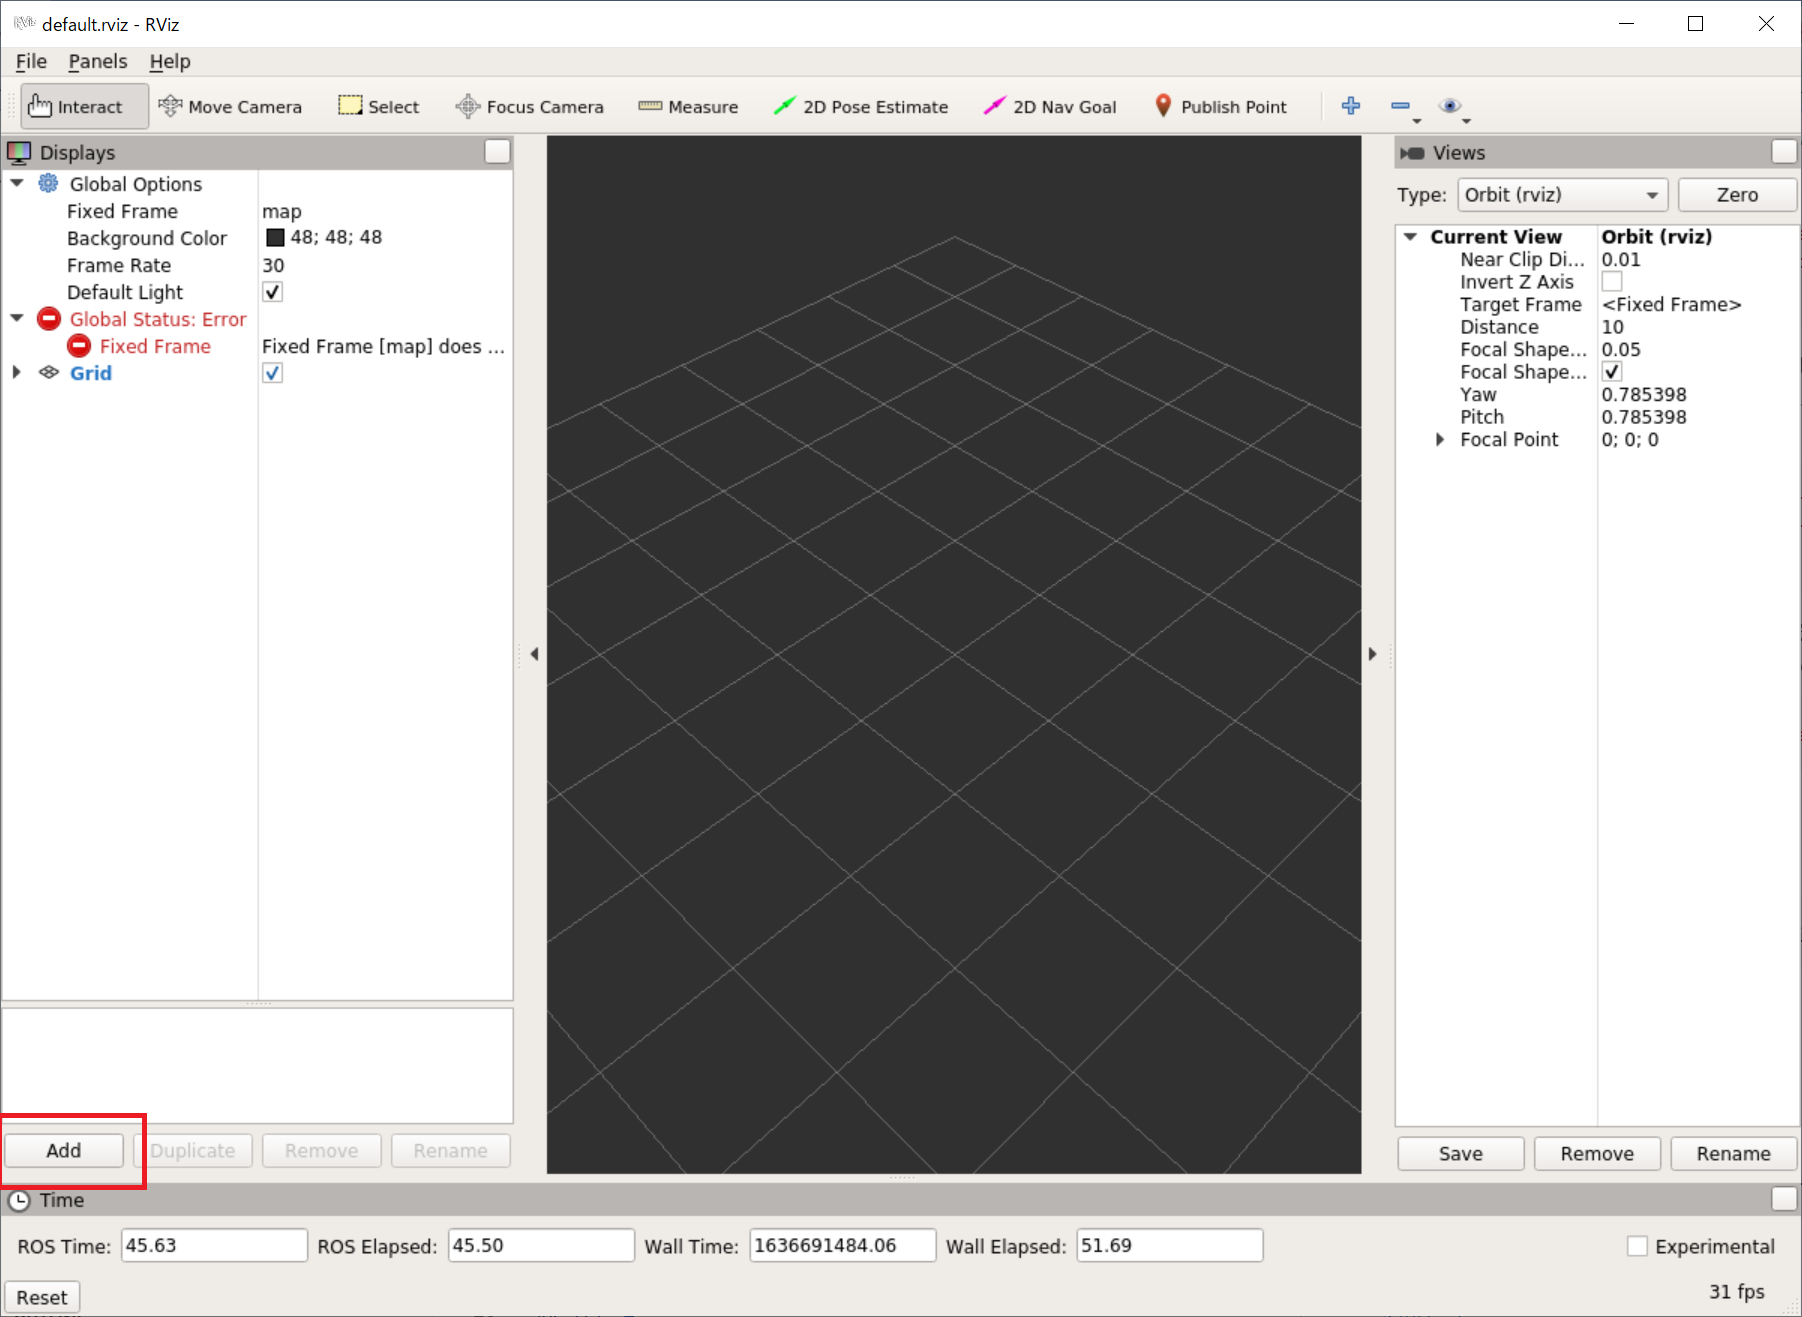 default.rviz - RViz
File Panels Help
Interact Move Camera Select Focus Camera Measure 2D Pose Estimate 2D Nav Goal Publish Point
Displays
Global Options
Fixed Frame map
Background Color 48; 48; 48
Frame Rate 30
Default Light
Global Status: Error
Fixed Frame Fixed Frame [map] does ...
Grid
Add Duplicate Remove Rename
Views
Type: Orbit (rviz) Zero
Current View Orbit (rviz)
Near Clip Di... 0.01
Invert Z Axis
Target Frame <Fixed Frame>
Distance 10
Focal Shape... 0.05
Focal Shape...
Yaw 0.785398
Pitch 0.785398
Focal Point 0; 0; 0
Save Remove Rename
Time
ROS Time: 45.63 ROS Elapsed: 45.50 Wall Time: 1636691484.06 Wall Elapsed: 51.69 Experimental
Reset 31 fps